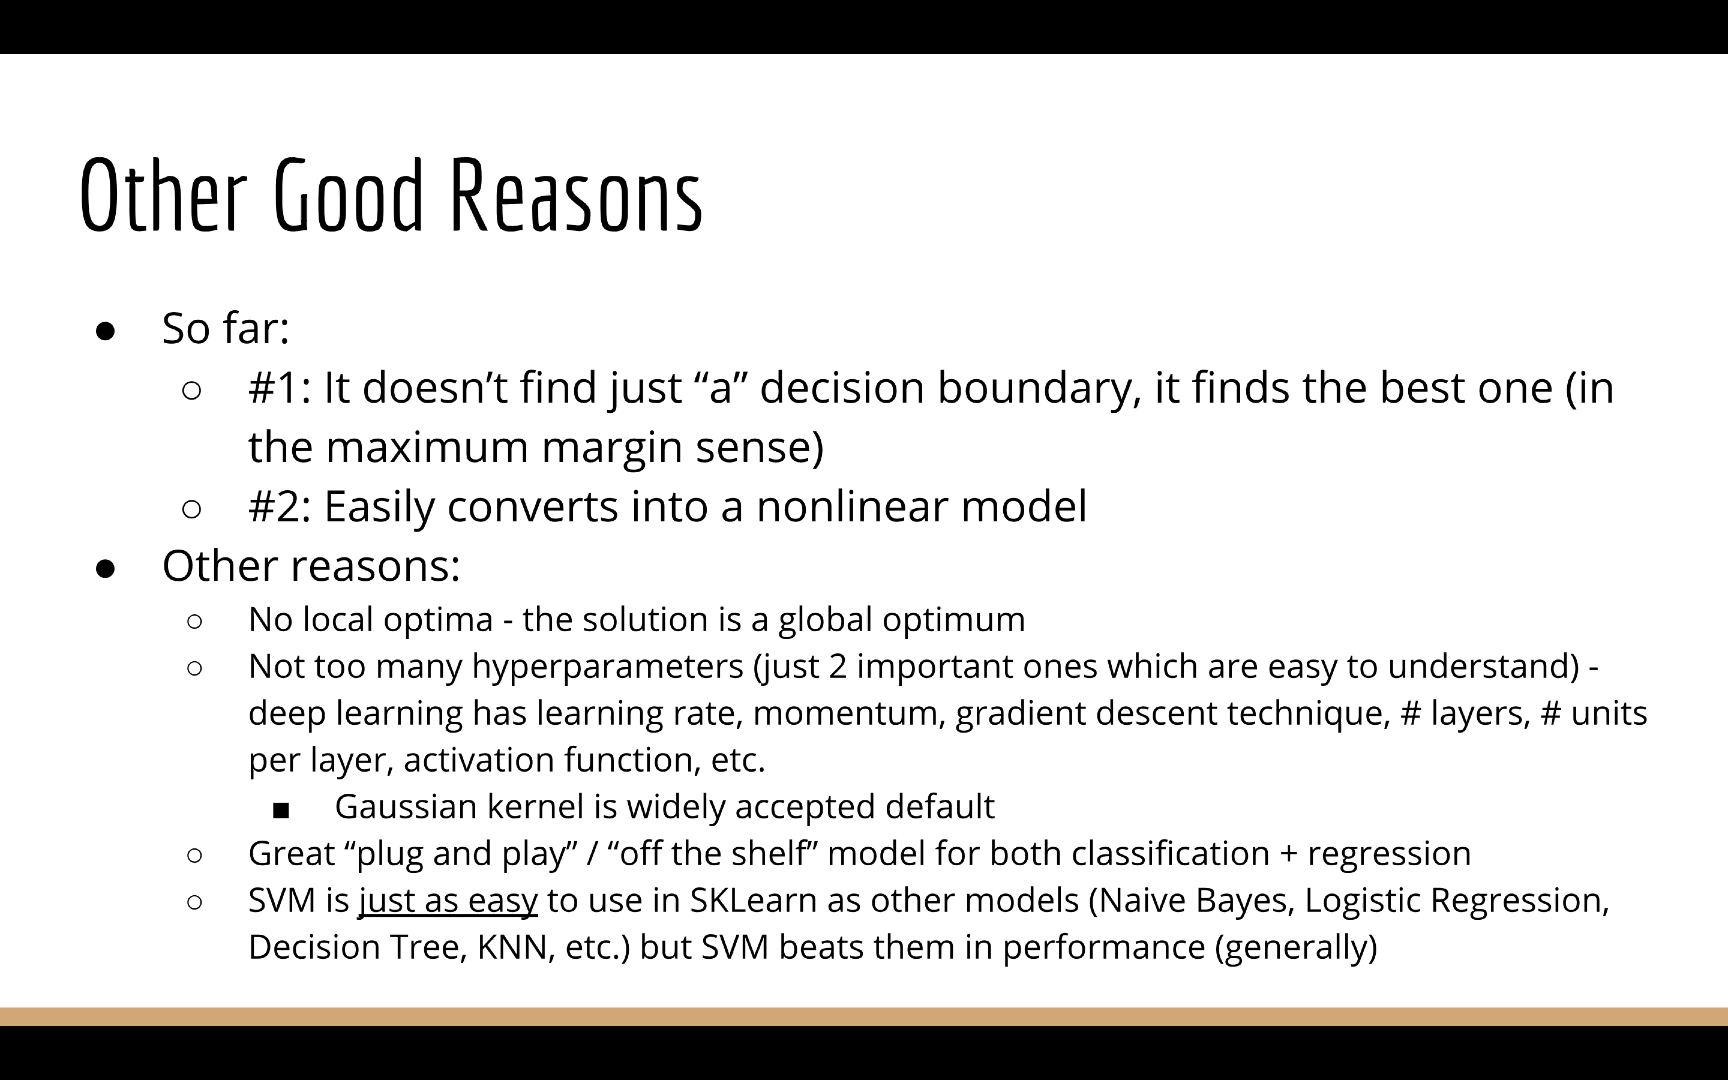 Other Good Reasons
● So far:
○ #1: It doesn’t find just “a” decision boundary, it finds the best one (in
the maximum margin sense)
○ #2: Easily converts into a nonlinear model
● Other reasons:
○ No local optima - the solution is a global optimum
○ Not too many hyperparameters (just 2 important ones which are easy to understand) -
deep learning has learning rate, momentum, gradient descent technique, # layers, # units
per layer, activation function, etc.
■ Gaussian kernel is widely accepted default
○ Great “plug and play” / “off the shelf” model for both classification + regression
○ SVM is just as easy to use in SKLearn as other models (Naive Bayes, Logistic Regression,
Decision Tree, KNN, etc.) but SVM beats them in performance (generally)